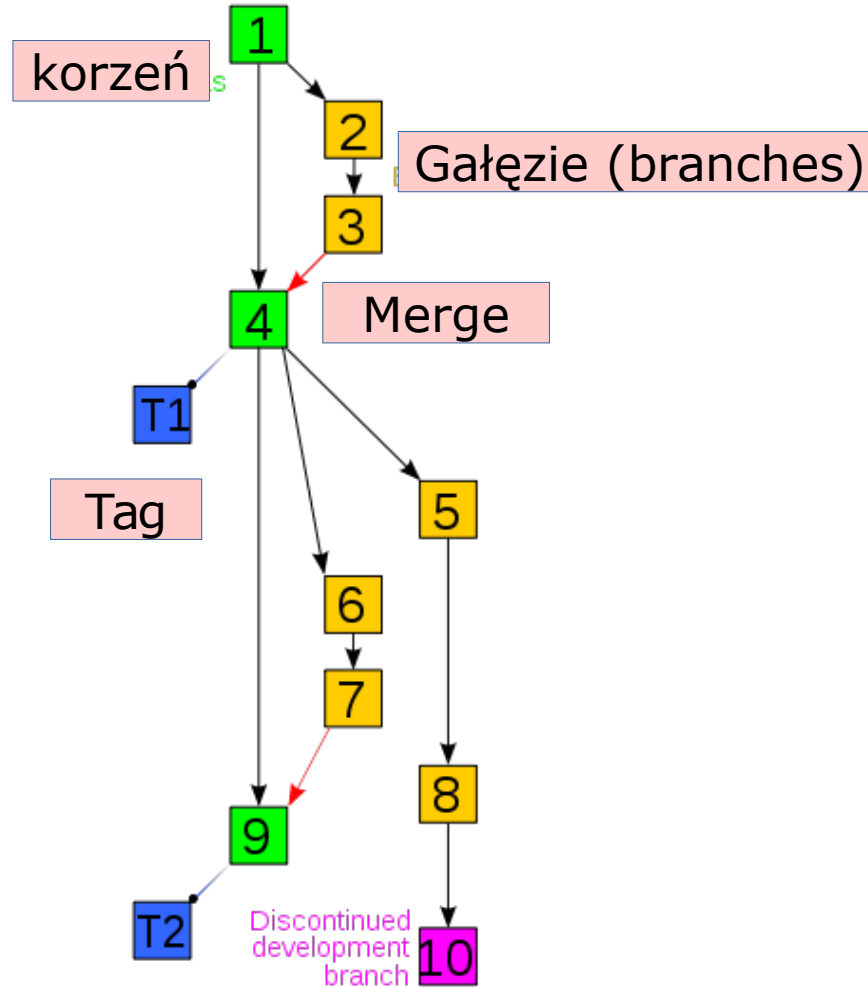 1
korzeń
s
2
Gałęzie (branches)
3
4
Merge
T1
Tag
5
6
7
8
9
T2
Discontinued
development
branch
10